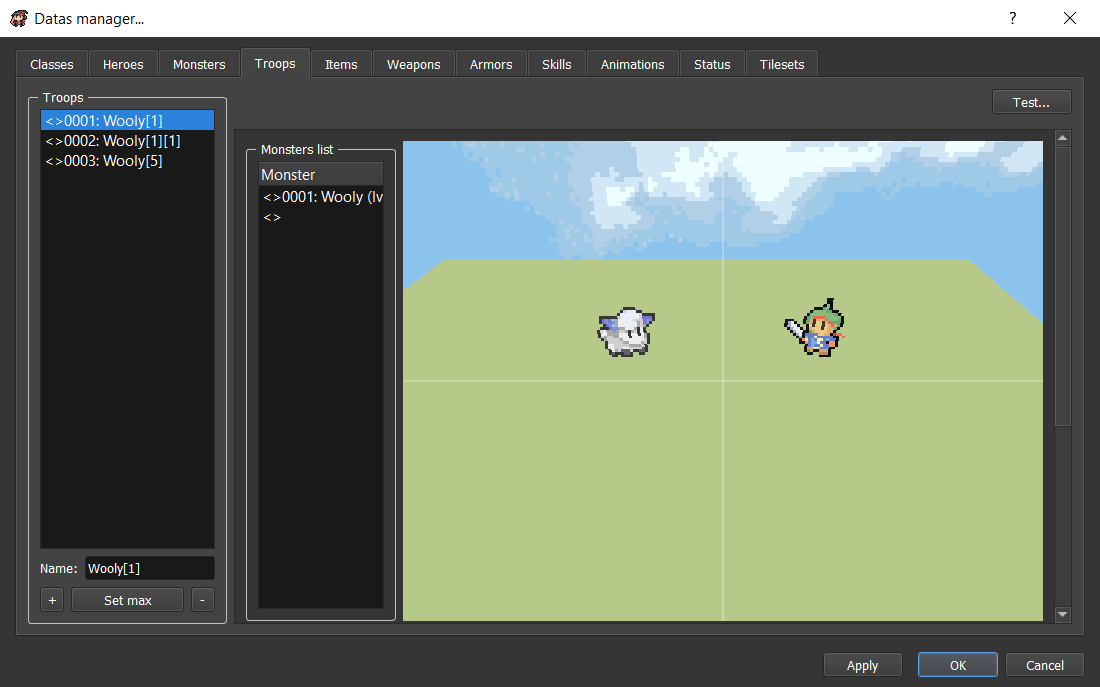 Datas manager...
?
Classes
Heroes
Monsters
Troops
Items
Weapons
Armors
Skills
Animations
Status
Tilesets
Test...
Troops
<>0001: Wooly[1]
<>0002: Wooly[1][1]
<>0003: Wooly[5]
Monsters list
Monster
<>0001: Wooly (lv
<>
Name: Wooly[1]
+ Set max -
Apply
OK
Cancel